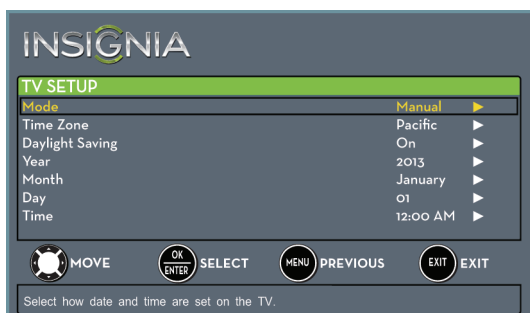 INSIGNIA
TV SETUP
Mode Manual ▶
Time Zone Pacific ▶
Daylight Saving On ▶
Year 2013 ▶
Month January ▶
Day 01 ▶
Time 12:00 AM ▶
MOVE OK ENTER SELECT MENU PREVIOUS EXIT EXIT
Select how date and time are set on the TV.